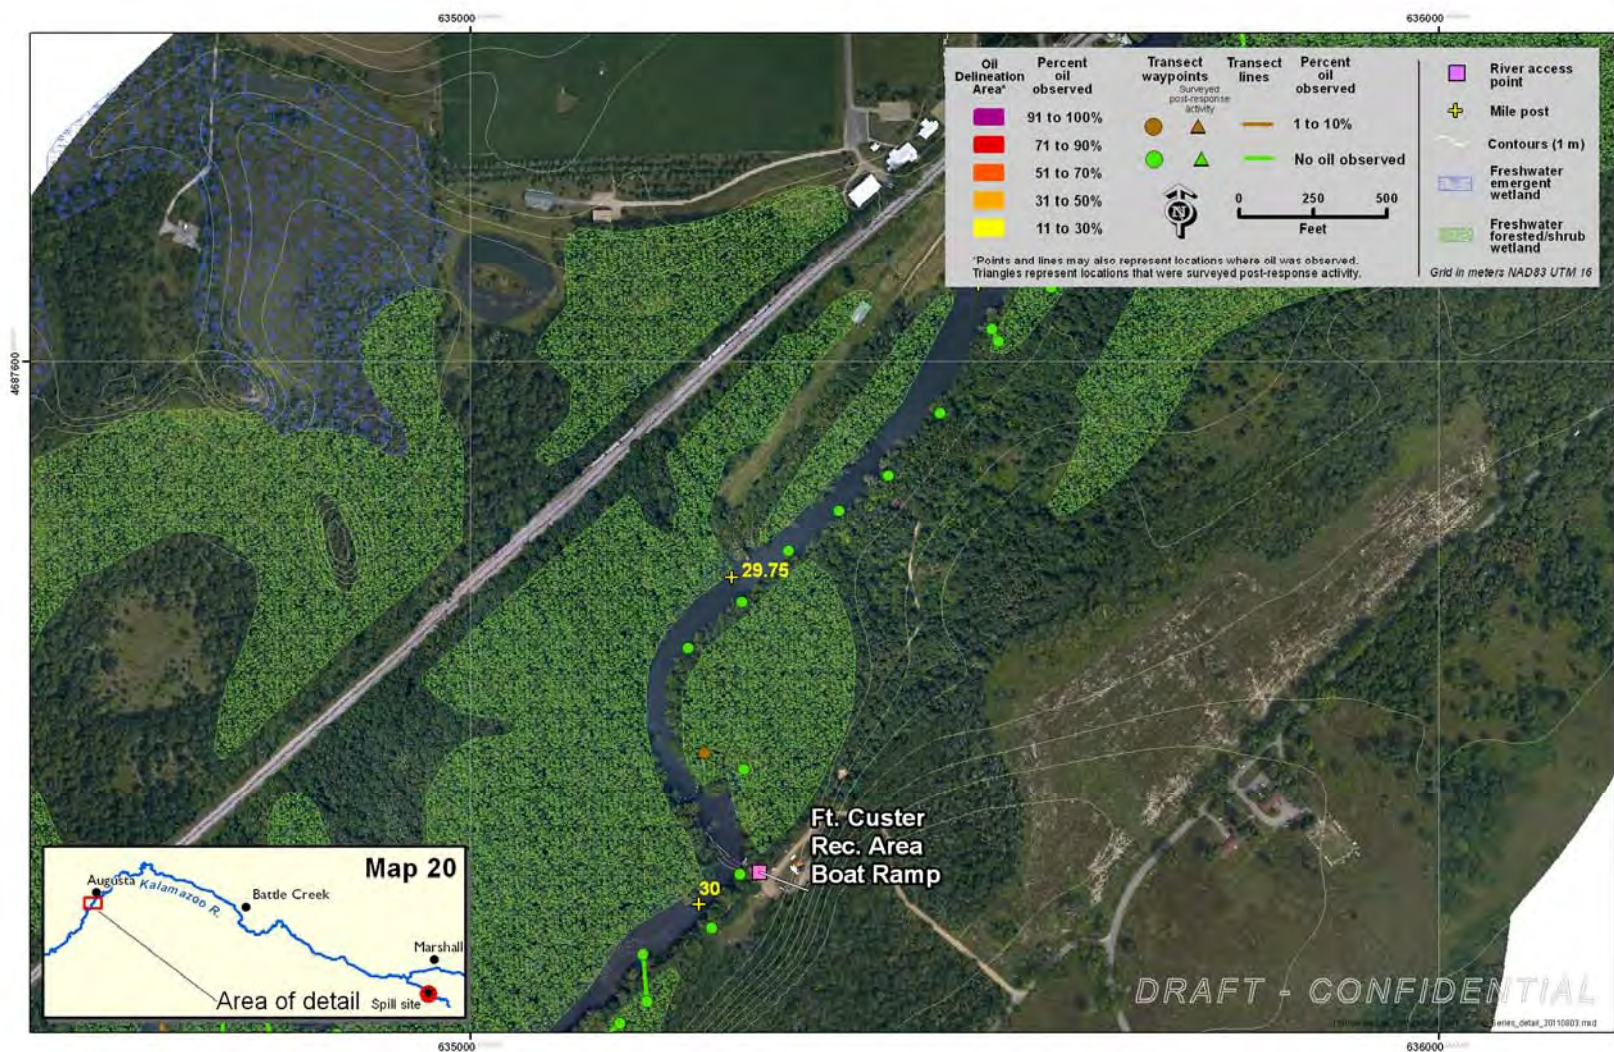 635000
636000
4687600
Oil
Delineation
Area*
Percent
oil
observed
91 to 100%
71 to 90%
51 to 70%
31 to 50%
11 to 30%
Transect
waypoints
Surveyed
post-response
activity
Transect
lines
Percent
oil
observed
1 to 10%
No oil observed
N
0 250 500
Feet
*Points and lines may also represent locations where oil was observed.
Triangles represent locations that were surveyed post-response activity.
River access
point
Mile post
Contours (1 m)
Freshwater
emergent
wetland
Freshwater
forested/shrub
wetland
Grid in meters NAD83 UTM 16
29.75
Ft. Custer
Rec. Area
Boat Ramp
30
Map 20
Augusta
Kalamazoo R.
Battle Creek
Marshall
Area of detail
Spill site
DRAFT - CONFIDENTIAL
Series_detail_20110803.mxd
635000
636000